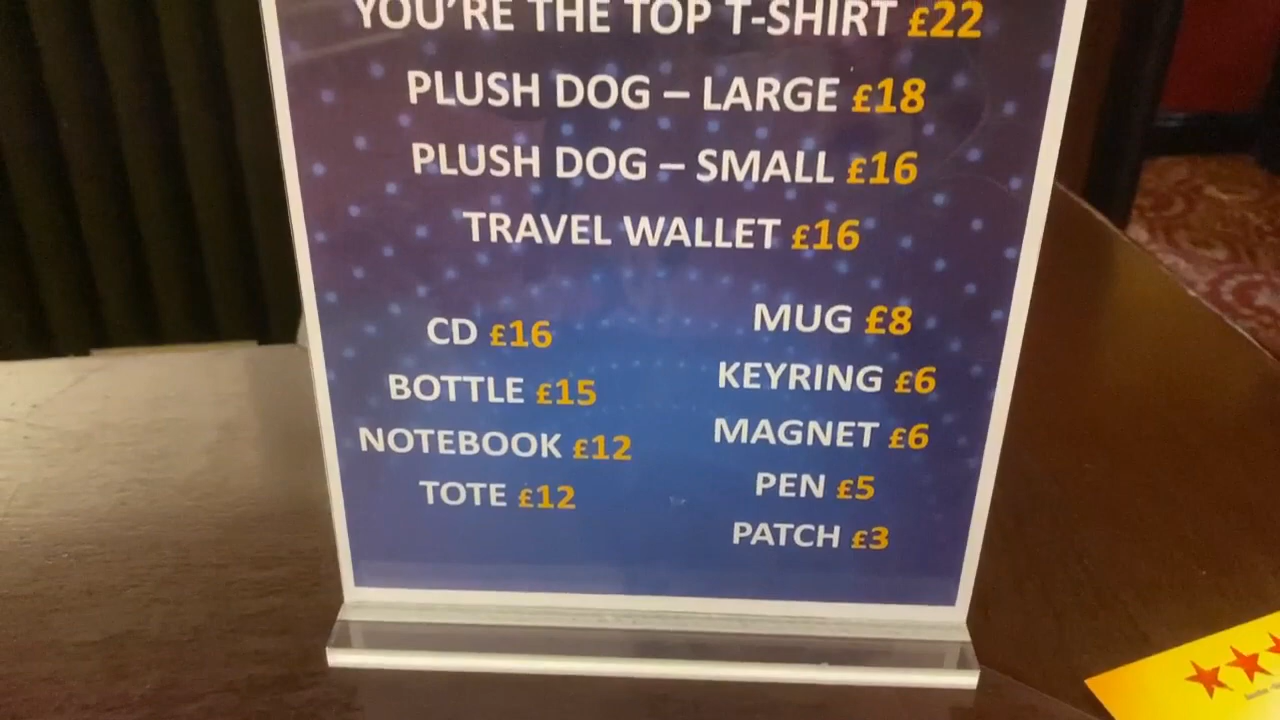 YOU'RE THE TOP T-SHIRT £22
PLUSH DOG – LARGE £18
PLUSH DOG – SMALL £16
TRAVEL WALLET £16
CD £16
BOTTLE £15
NOTEBOOK £12
TOTE £12
MUG £8
KEYRING £6
MAGNET £6
PEN £5
PATCH £3